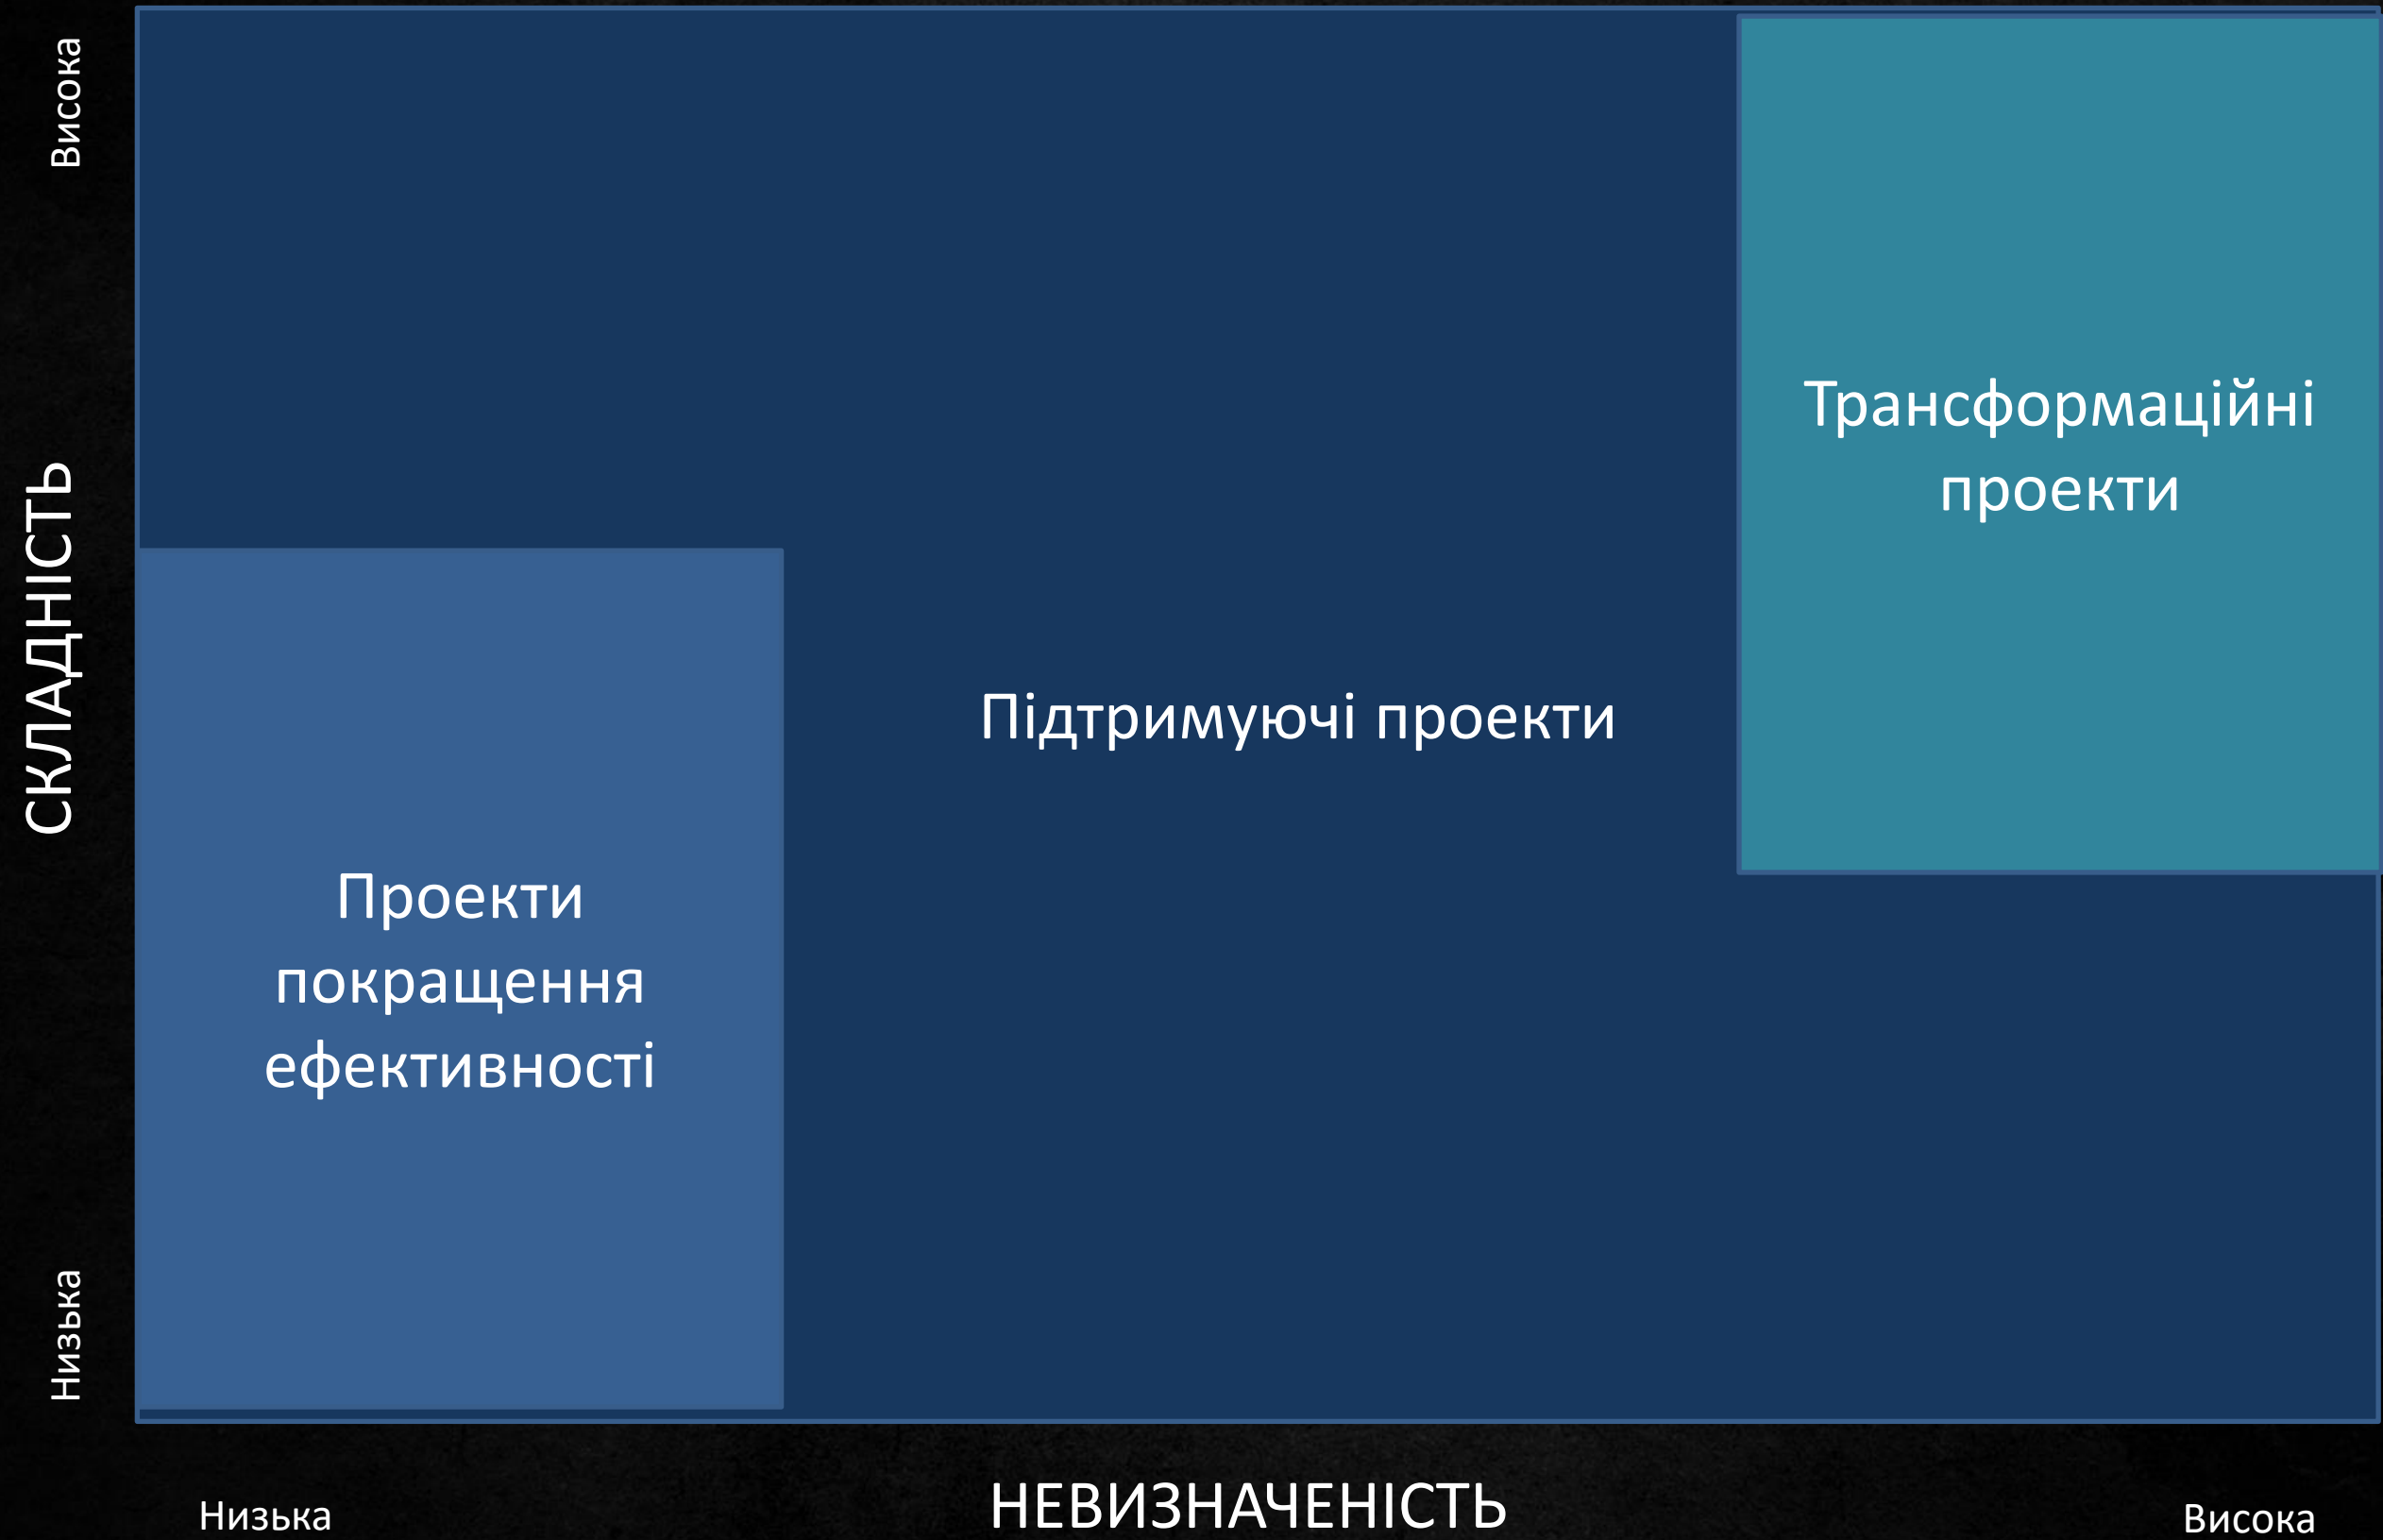 Висока
СКЛАДНІСТЬ
Низька
Трансформаційні
проекти
Підтримуючі проекти
Проекти
покращення
ефективності
Низька
НЕВИЗНАЧЕНІСТЬ
Висока